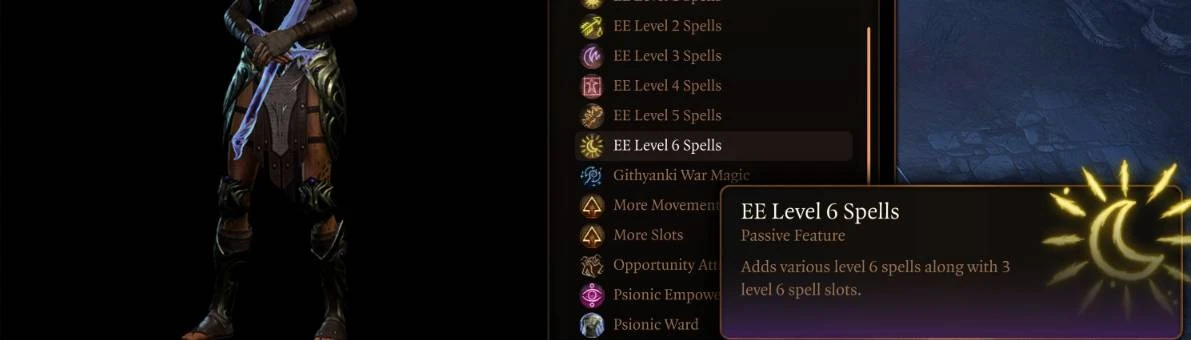 EE Level 2 Spells
EE Level 3 Spells
EE Level 4 Spells
EE Level 5 Spells
EE Level 6 Spells
Githyanki War Magic
More Movement
More Slots
Opportunity
Psionic
Psionic Ward
EE Level 6 Spells
Passive Feature
Adds various level 6 spells along with 3
level 6 spell slots.